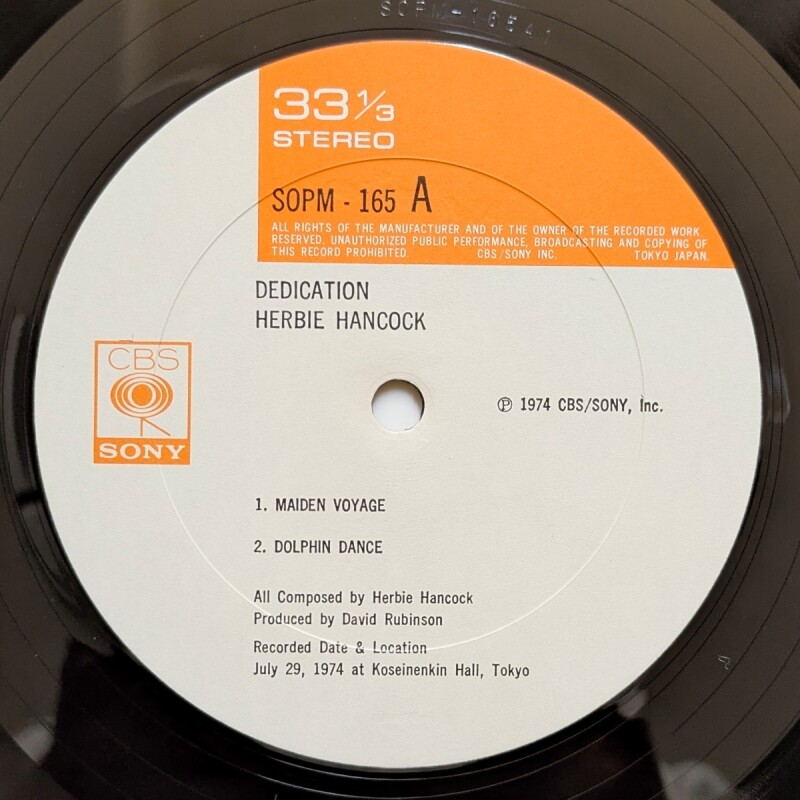 33 1/3
STEREO
SOPM - 165 A
ALL RIGHTS OF THE MANUFACTURER AND OF THE OWNER OF THE RECORDED WORK
RESERVED. UNAUTHORIZED PUBLIC PERFORMANCE, BROADCASTING AND COPYING OF
THIS RECORD PROHIBITED. CBS/SONY INC. TOKYO JAPAN.
DEDICATION
HERBIE HANCOCK
CBS
SONY
℗ 1974 CBS/SONY, Inc.
1. MAIDEN VOYAGE
2. DOLPHIN DANCE
All Composed by Herbie Hancock
Produced by David Rubinson
Recorded Date & Location
July 29, 1974 at Koseinenkin Hall, Tokyo